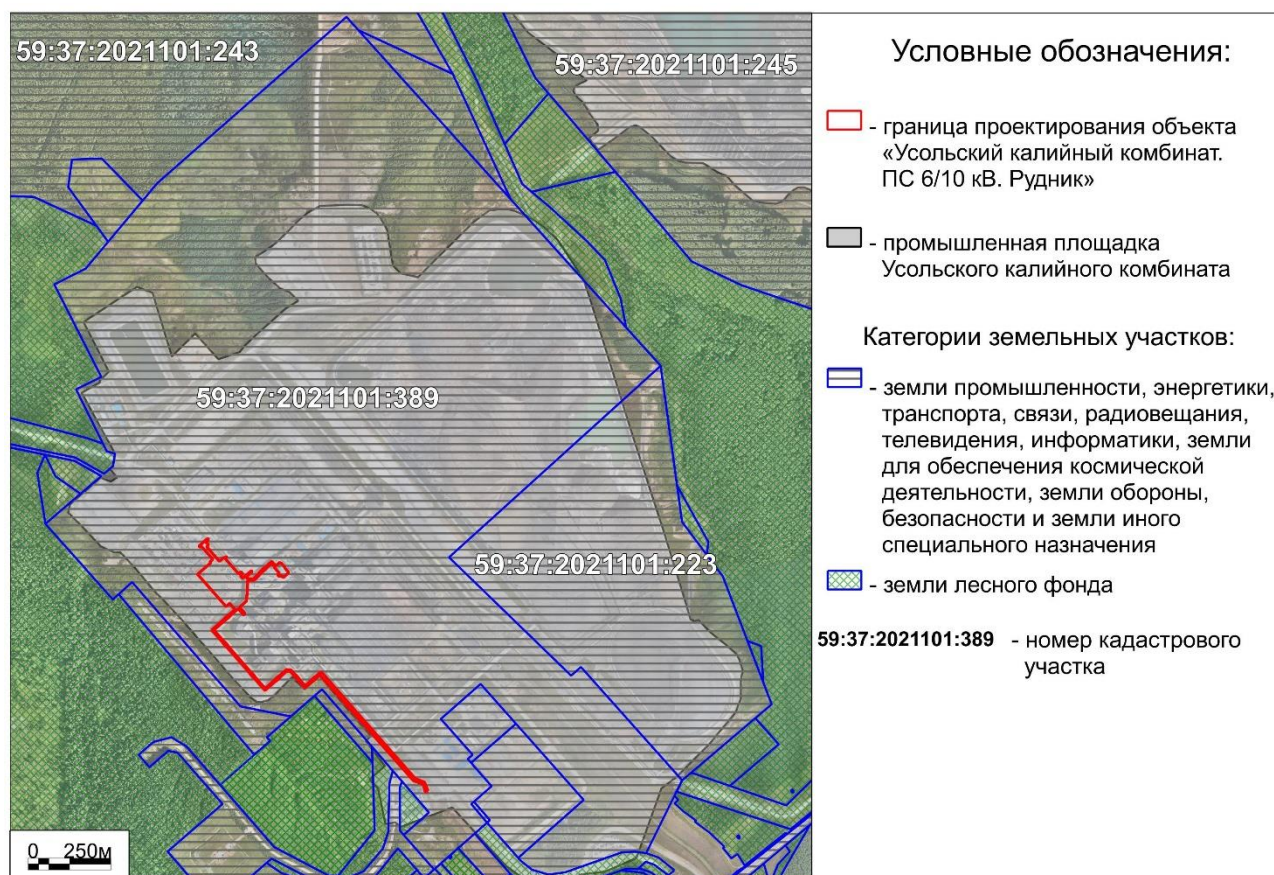 59:37:2021101:243
59:37:2021101:245
59:37:2021101:389
59:37:2021101:223
0 250м
Условные обозначения:
- граница проектирования объекта
«Усольский калийный комбинат.
ПС 6/10 кВ. Рудник»
- промышленная площадка
Усольского калийного комбината
Категории земельных участков:
- земли промышленности, энергетики,
транспорта, связи, радиовещания,
телевидения, информатики, земли
для обеспечения космической
деятельности, земли обороны,
безопасности и земли иного
специального назначения
- земли лесного фонда
59:37:2021101:389 - номер кадастрового
участка